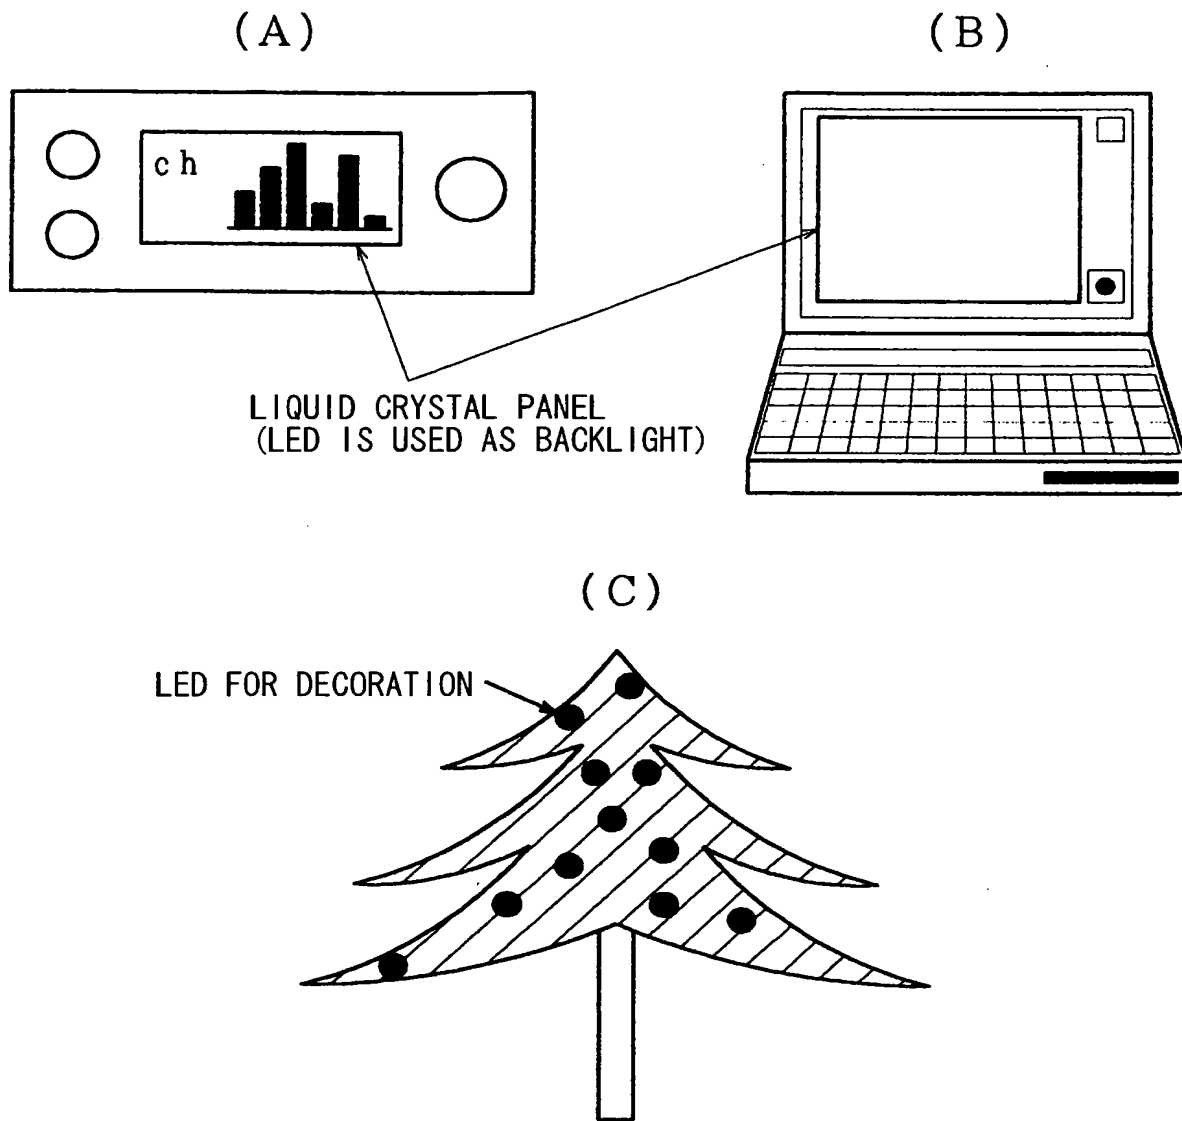 (A)
(B)
ch
LIQUID CRYSTAL PANEL
(LED IS USED AS BACKLIGHT)
(C)
LED FOR DECORATION